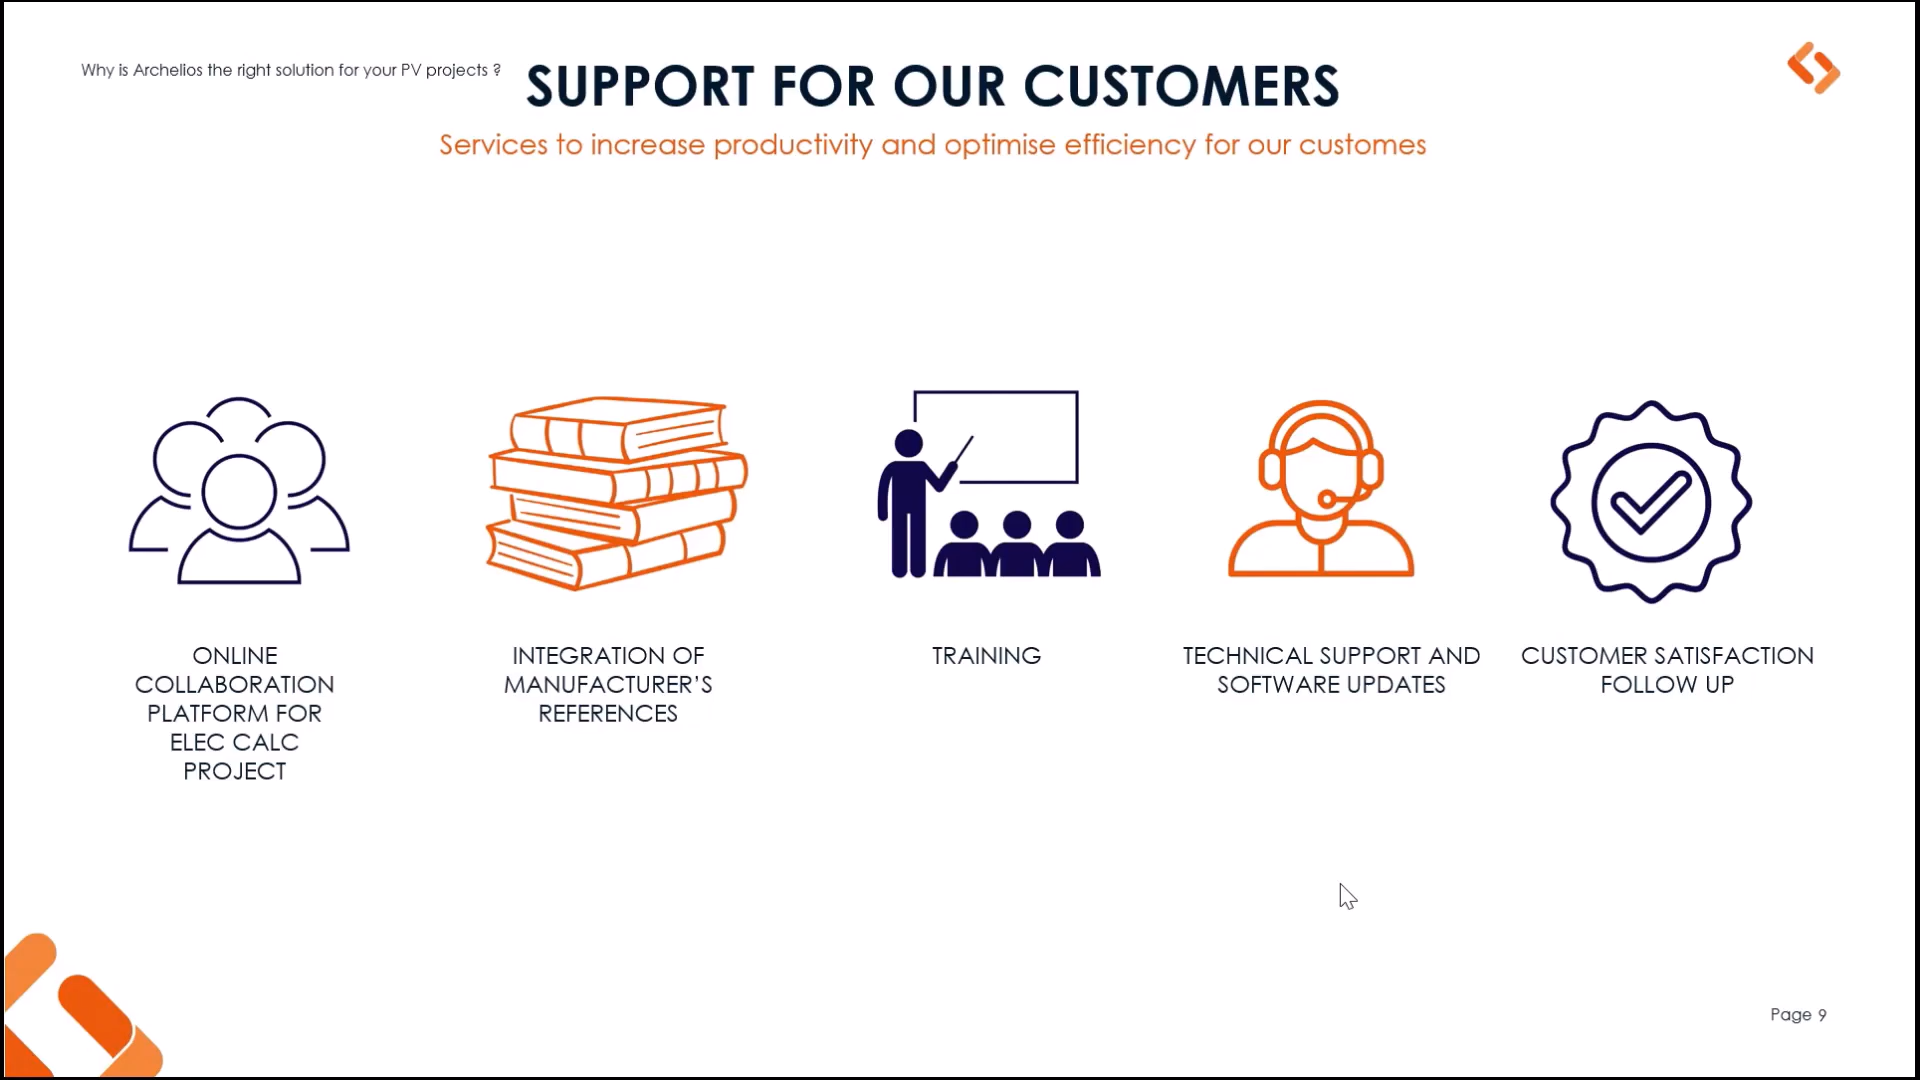 Why is Archelios the right solution for your PV projects ?
SUPPORT FOR OUR CUSTOMERS
Services to increase productivity and optimise efficiency for our customes
ONLINE
COLLABORATION
PLATFORM FOR
ELEC CALC
PROJECT
INTEGRATION OF
MANUFACTURER’S
REFERENCES
TRAINING
TECHNICAL SUPPORT AND
SOFTWARE UPDATES
CUSTOMER SATISFACTION
FOLLOW UP
Page 9